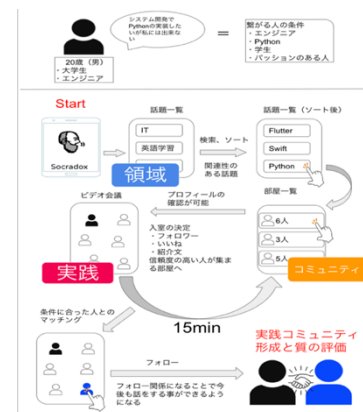 システム開発で
Pythonの実装した
いが私には出来な
い
20歳（男）
・大学生
・エンジニア
=
繋がる人の条件
・エンジニア
・Python
・学生
・パッションのある人
Start
Socradox
話題一覧
IT
英語学習
領域
検索、ソート
関連性の
ある話題
話題一覧（ソート後）
Flutter
Swift
Python
部屋一覧
6人
3人
5人
コミュニティ
プロフィールの
確認が可能
ビデオ会議
実践
入室の決定
・フォロワー
・いいね
・紹介文
信頼度の高い人が集ま
る部屋へ
15min
条件に合った人との
マッチング
フォロー
フォロー関係になることで今
後も話をする事ができるよう
になる
実践コミュニティ
形成と質の評価